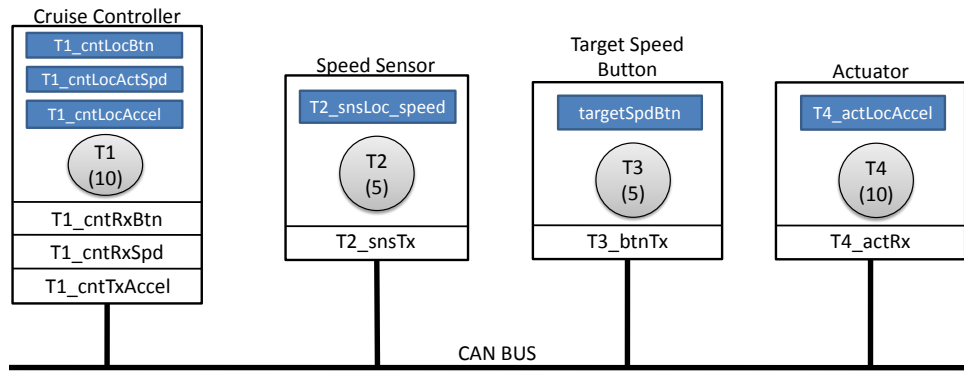 Cruise Controller
T1_cntLocBtn
T1_cntLocActSpd
T1_cntLocAccel
T1
(10)
T1_cntRxBtn
T1_cntRxSpd
T1_cntTxAccel
Speed Sensor
T2_snsLoc_speed
T2
(5)
T2_snsTx
Target Speed
Button
targetSpdBtn
T3
(5)
T3_btnTx
Actuator
T4_actLocAccel
T4
(10)
T4_actRx
CAN BUS